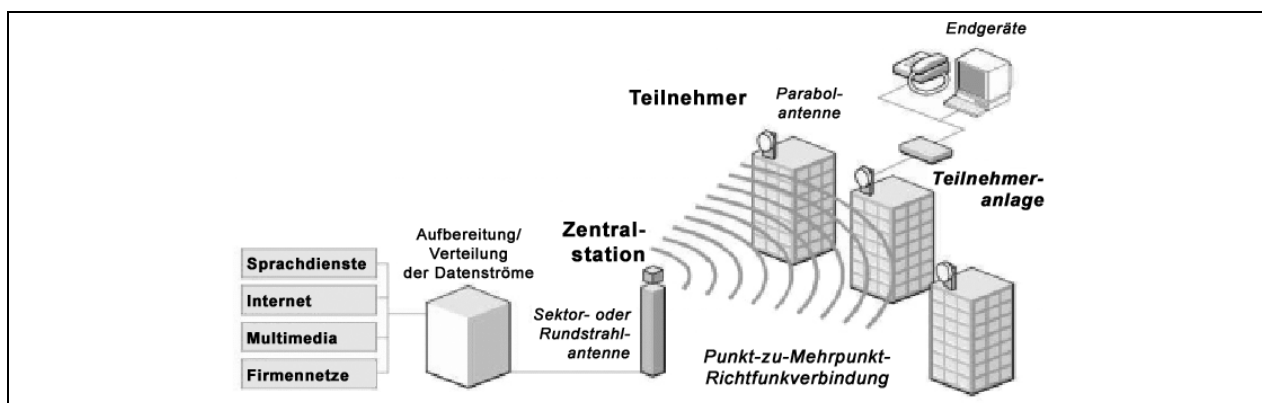 Endgeräte
Teilnehmer
Parabol-
antenne
Teilnehmer-
anlage
Zentral-
station
Aufbereitung/
Verteilung
der Datenströme
Sprachdienste
Internet
Multimedia
Firmennetze
Sektor- oder
Rundstrahl-
antenne
Punkt-zu-Mehrpunkt-
Richtfunkverbindung